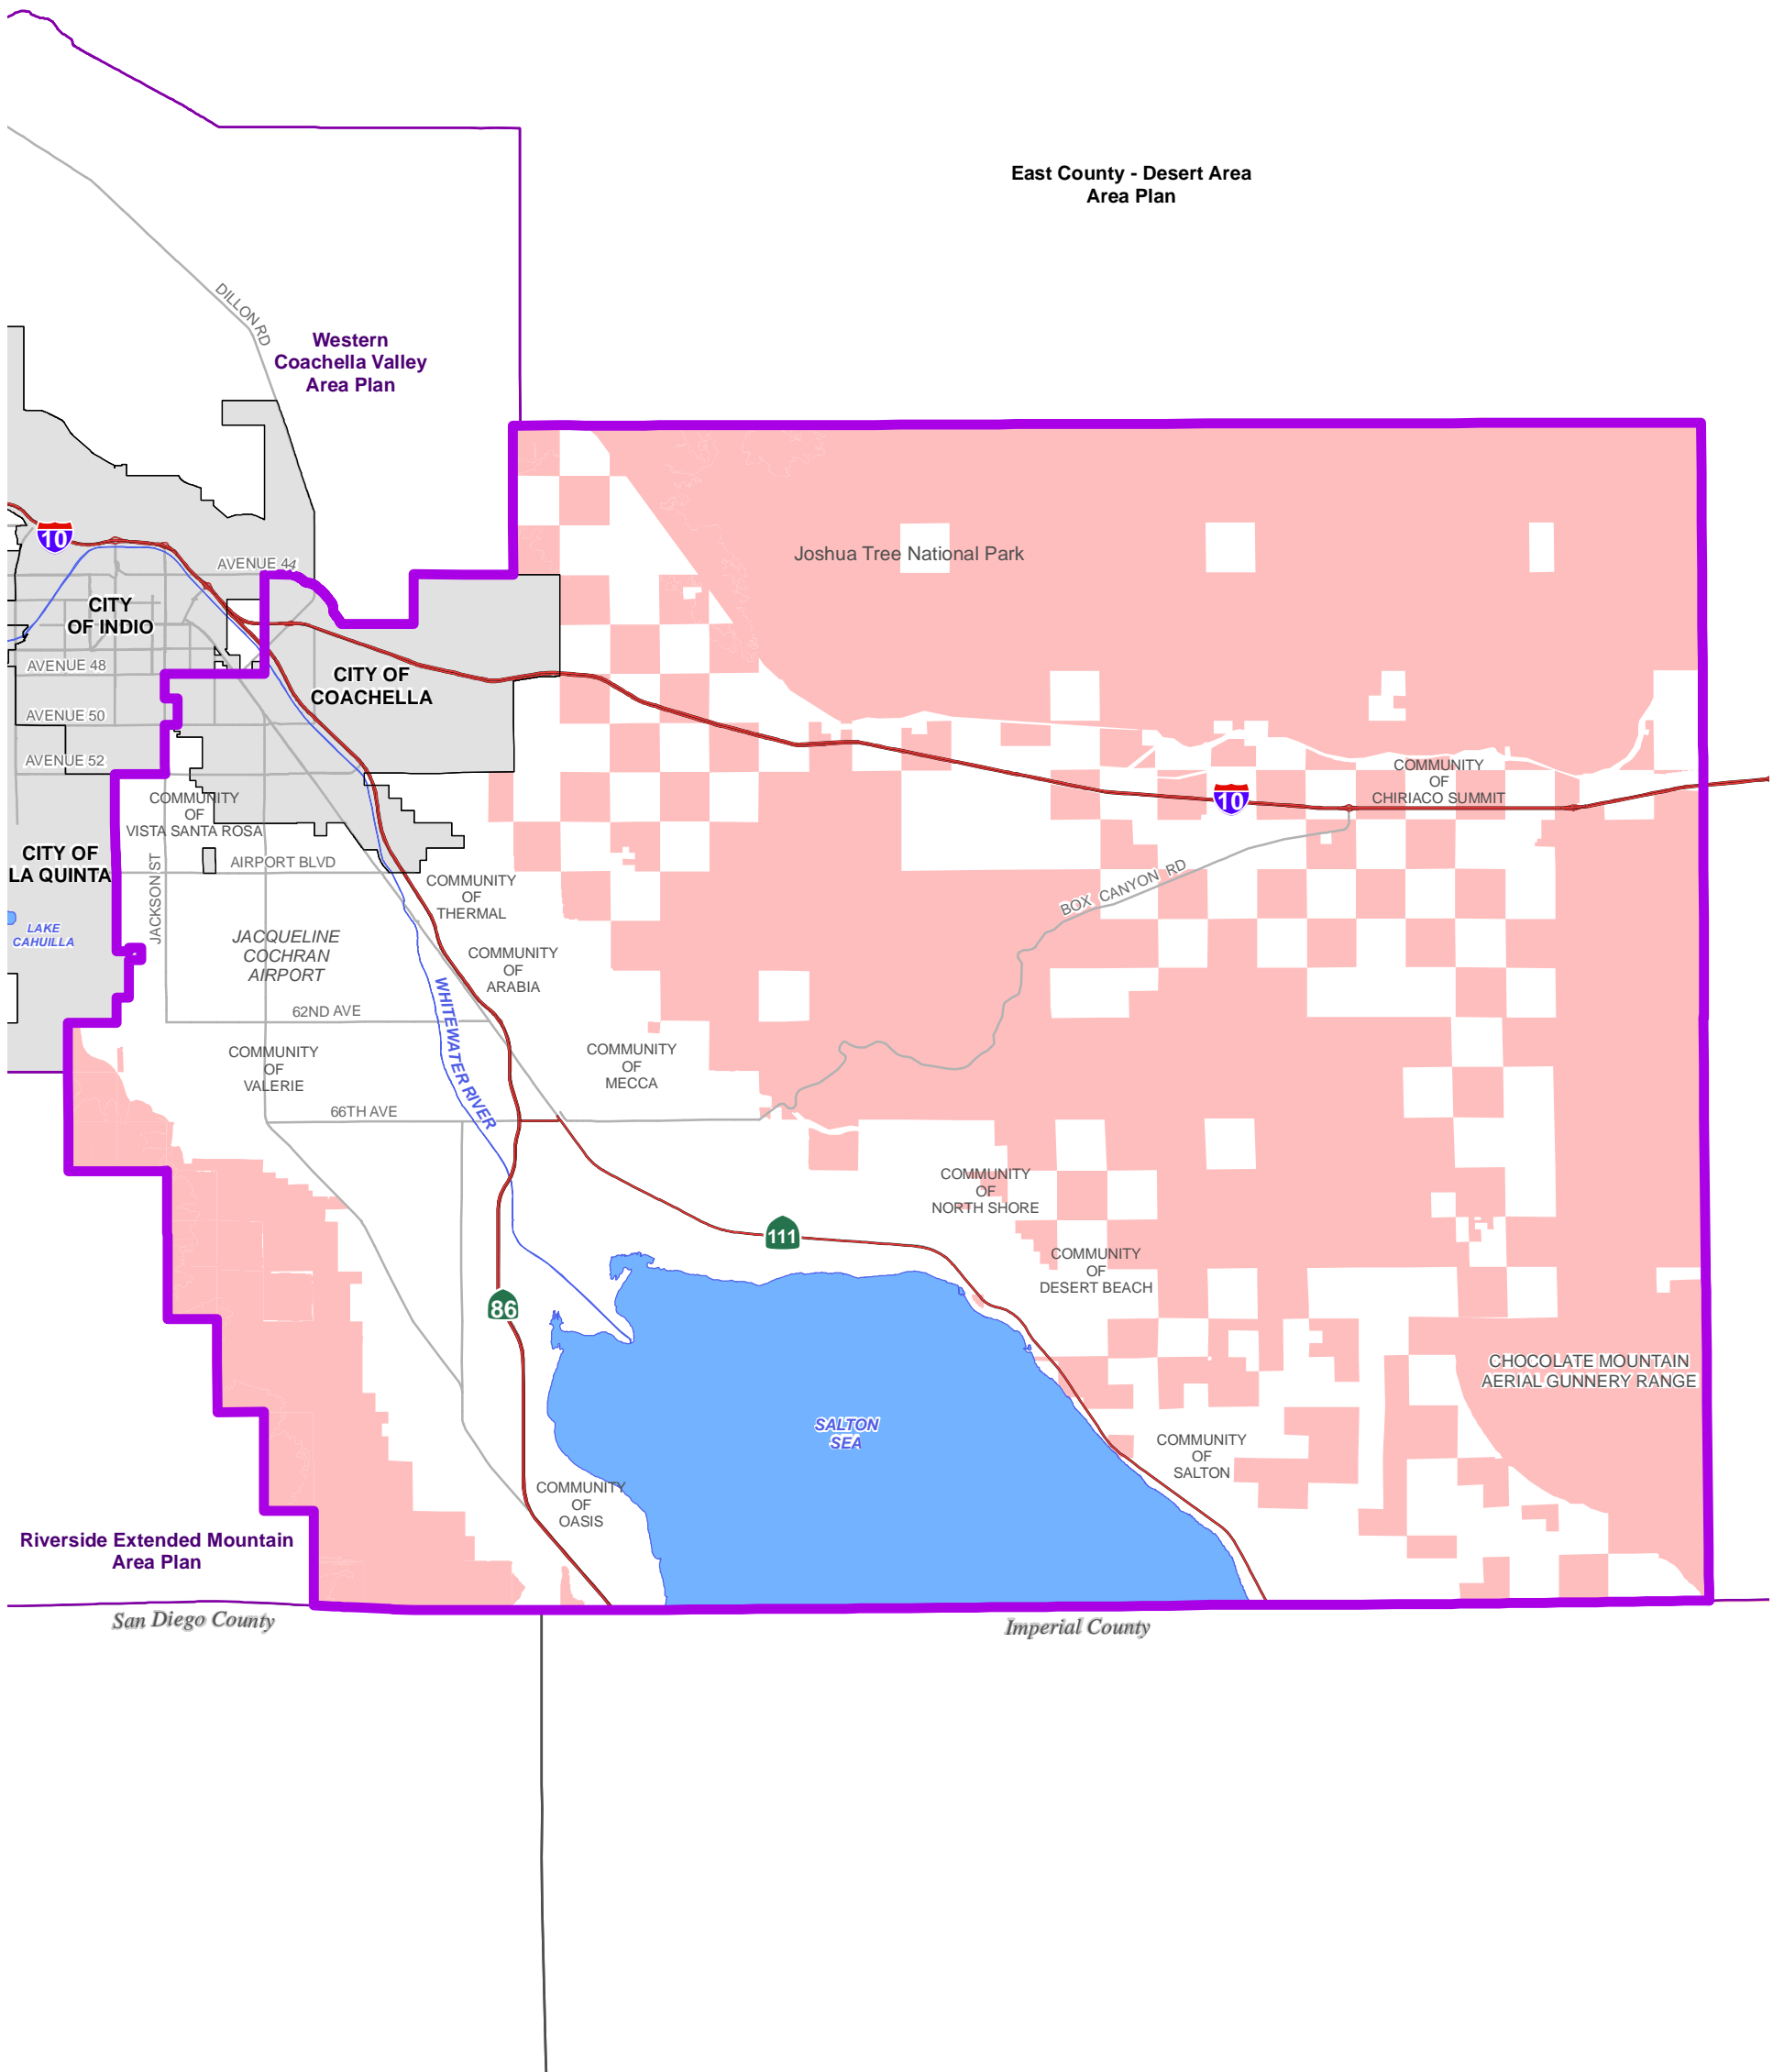 East County - Desert Area
Area Plan
DILLON RD
Western
Coachella Valley
Area Plan
10
AVENUE 44
Joshua Tree National Park
CITY
OF INDIO
AVENUE 48
CITY OF
COACHELLA
AVENUE 50
AVENUE 52
COMMUNITY
OF
CHIRIACO SUMMIT
10
COMMUNITY
OF
VISTA SANTA ROSA
CITY OF
LA QUINTA
JACKSON ST
AIRPORT BLVD
BOX CANYON RD
COMMUNITY
OF
THERMAL
LAKE
CAHUILLA
JACQUELINE
COCHRAN
AIRPORT
COMMUNITY
OF
ARABIA
WHITEWATER RIVER
62ND AVE
COMMUNITY
OF
VALERIE
COMMUNITY
OF
MECCA
66TH AVE
COMMUNITY
OF
NORTH SHORE
111
COMMUNITY
OF
DESERT BEACH
86
CHOCOLATE MOUNTAIN
AERIAL GUNNERY RANGE
SALTON
SEA
COMMUNITY
OF
SALTON
COMMUNITY
OF
OASIS
Riverside Extended Mountain
Area Plan
San Diego County
Imperial County